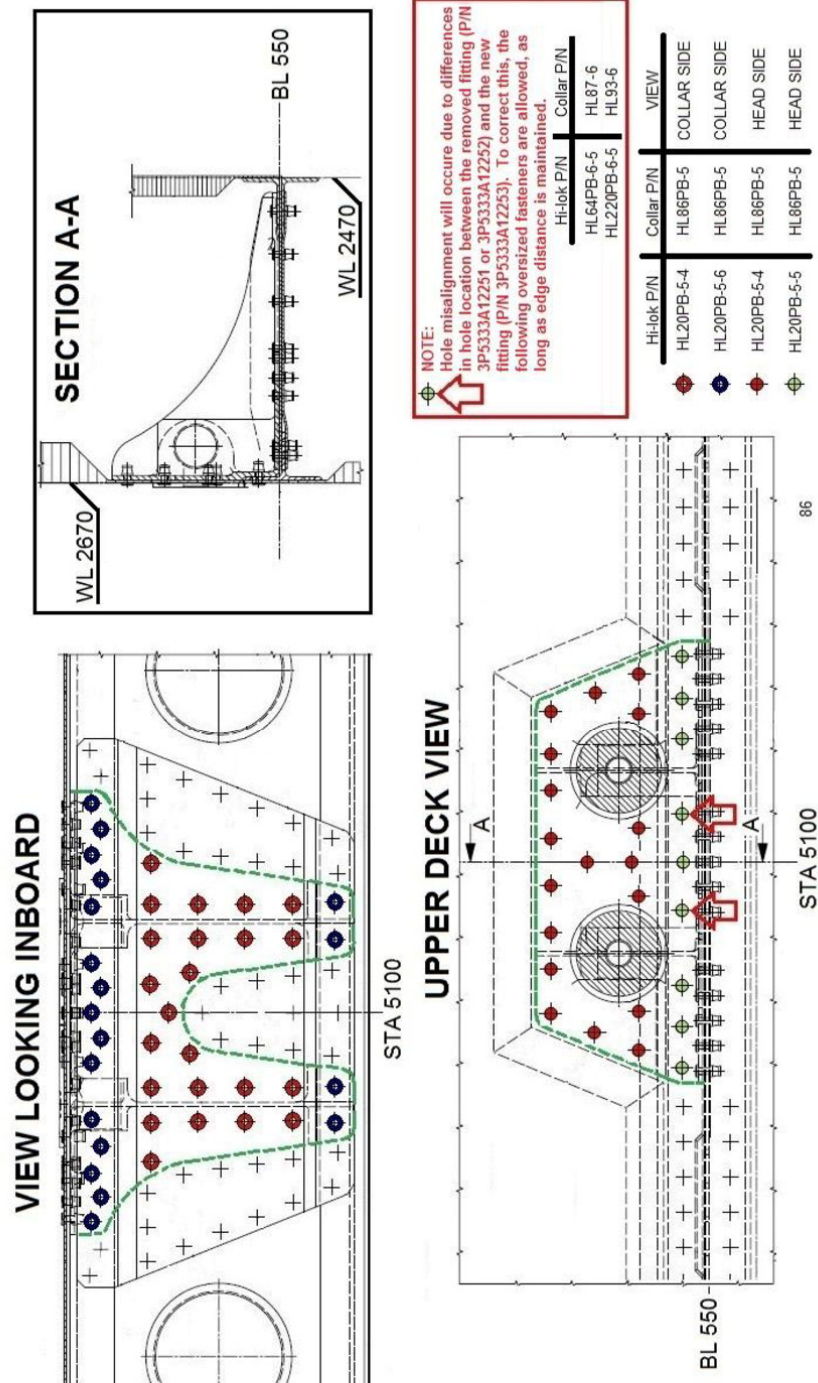 VIEW LOOKING INBOARD
STA 5100
SECTION A-A
WL 2670
BL 550
WL 2470
UPPER DECK VIEW
A
A
STA 5100
BL 550
86
NOTE:
Hole misalignment will occure due to differences
in hole location between the removed fitting (P/N
3P5333A12251 or 3P5333A12252) and the new
fitting (P/N 3P5333A12253). To correct this, the
following oversized fasteners are allowed, as
long as edge distance is maintained.
Hi-lok P/N Collar P/N
HL64PB-6-5 HL87-6
HL220PB-6-5 HL93-6
Hi-lok P/N Collar P/N VIEW
HL20PB-5-4 HL86PB-5 COLLAR SIDE
HL20PB-5-6 HL86PB-5 COLLAR SIDE
HL20PB-5-4 HL86PB-5 HEAD SIDE
HL20PB-5-5 HL86PB-5 HEAD SIDE